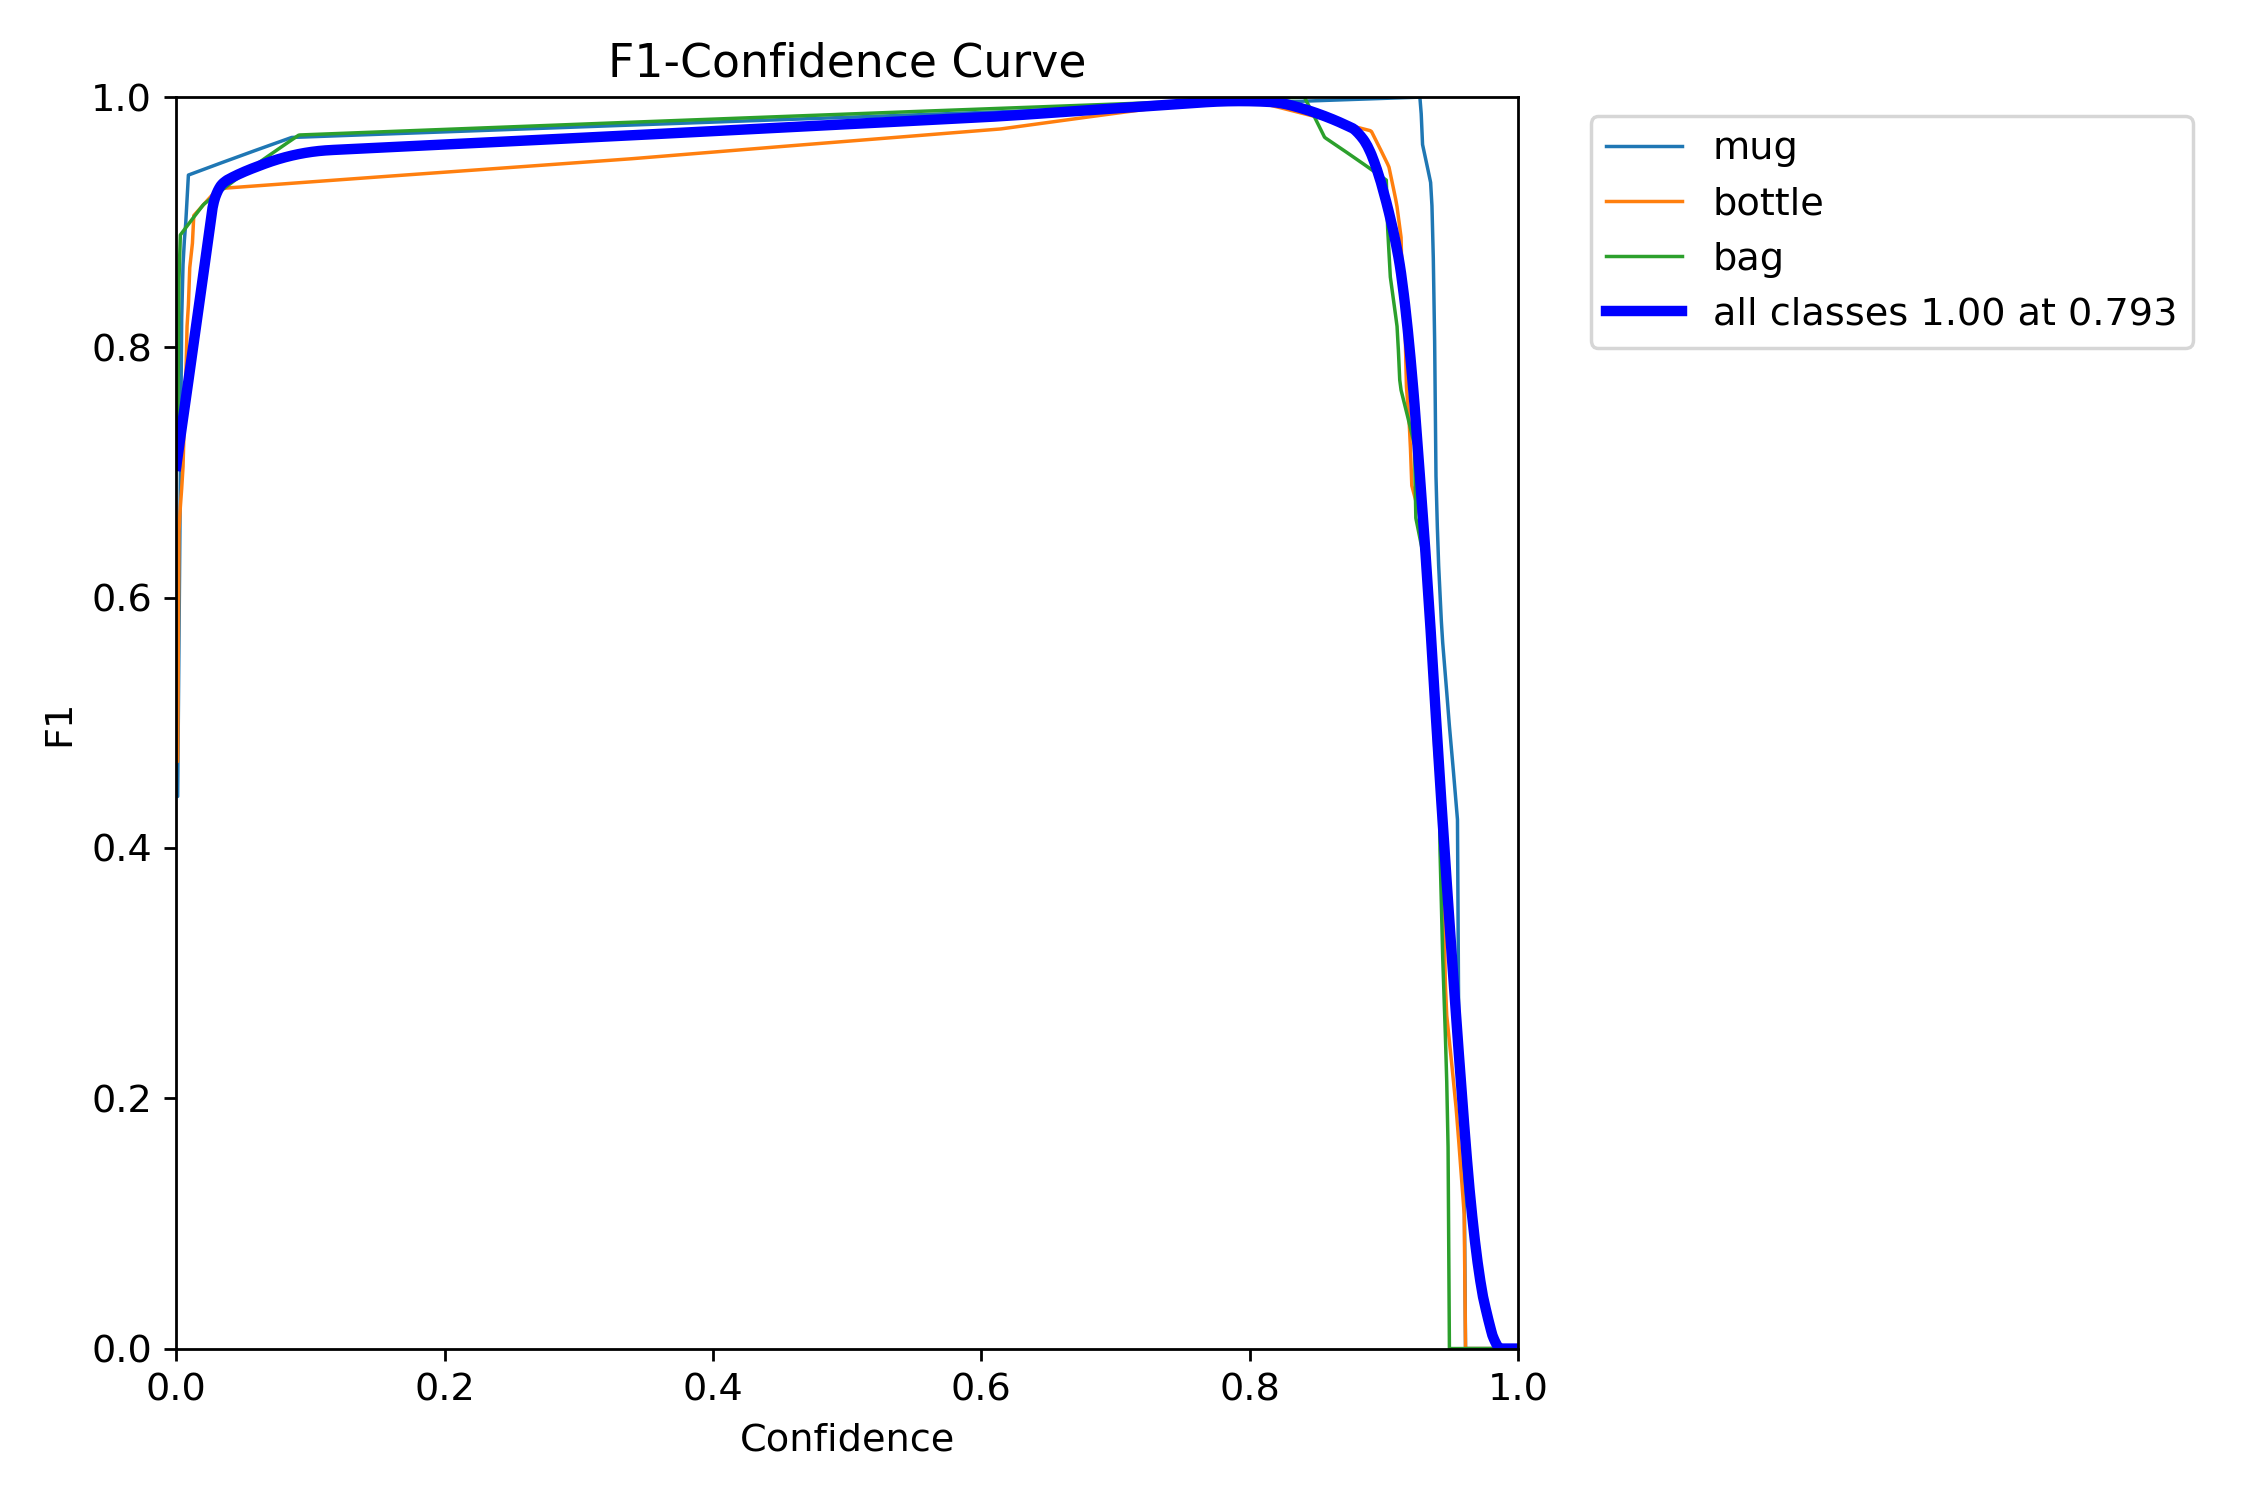 F1-Confidence Curve
1.0
0.8
0.6
0.4
0.2
0.0
F1
0.0 0.2 0.4 0.6 0.8 1.0
Confidence
mug
bottle
bag
all classes 1.00 at 0.793